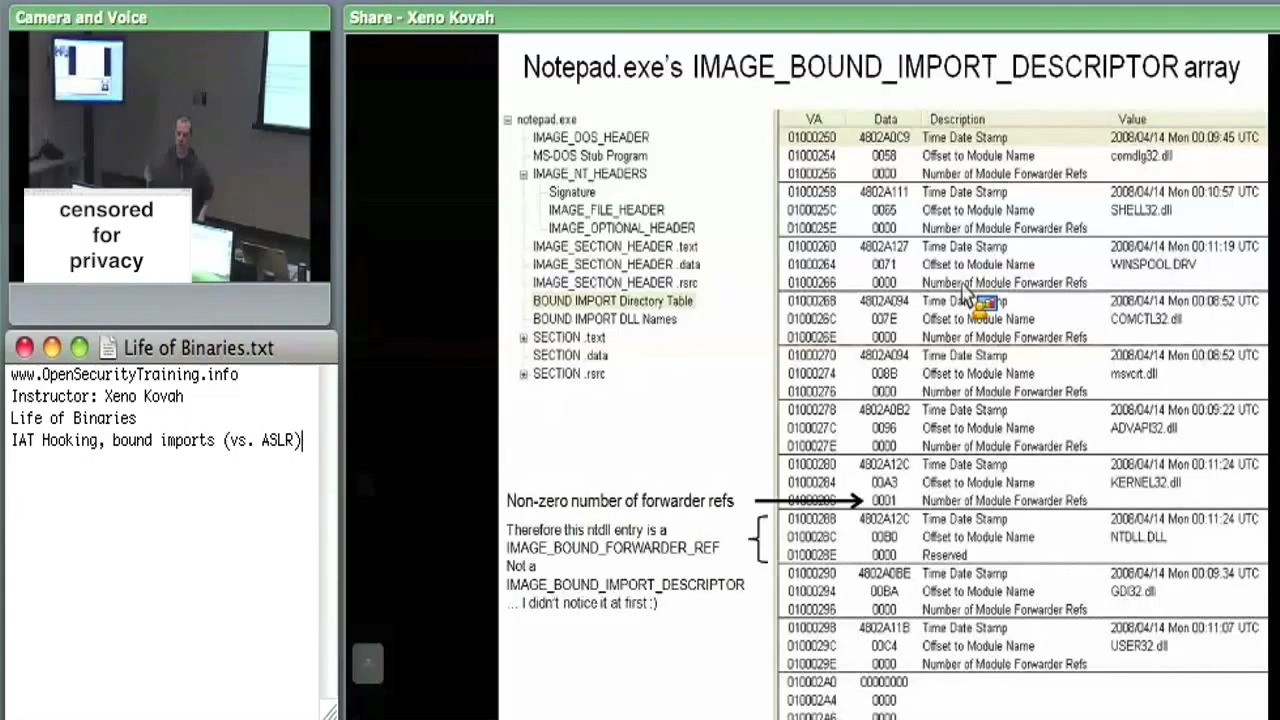 Camera and Voice
censored
for
privacy
Life of Binaries.txt
www.OpenSecurityTraining.info
Instructor: Xeno Kovah
Life of Binaries
IAT Hooking, bound imports (vs. ASLR)
Share - Xeno Kovah
Notepad.exe's IMAGE_BOUND_IMPORT_DESCRIPTOR array
notepad.exe
IMAGE_DOS_HEADER
MS-DOS Stub Program
IMAGE_NT_HEADERS
Signature
IMAGE_FILE_HEADER
IMAGE_OPTIONAL_HEADER
IMAGE_SECTION_HEADER .text
IMAGE_SECTION_HEADER .data
IMAGE_SECTION_HEADER .rsrc
BOUND IMPORT Directory Table
BOUND IMPORT DLL Names
SECTION .text
SECTION .data
SECTION .rsrc
Non-zero number of forwarder refs
Therefore this ntdll entry is a
IMAGE_BOUND_FORWARDER_REF
Not a
IMAGE_BOUND_IMPORT_DESCRIPTOR
... I didn't notice it at first :)
VA Data Description Value
01000250 4802A0C9 Time Date Stamp 2008/04/14 Mon 00:09:45 UTC
01000254 0058 Offset to Module Name comdlg32.dll
01000256 0000 Number of Module Forwarder Refs
01000258 4802A111 Time Date Stamp 2008/04/14 Mon 00:10:57 UTC
0100025C 0065 Offset to Module Name SHELL32.dll
0100025E 0000 Number of Module Forwarder Refs
01000260 4802A127 Time Date Stamp 2008/04/14 Mon 00:11:19 UTC
01000264 0071 Offset to Module Name WINSPOOL.DRV
01000266 0000 Number of Module Forwarder Refs
01000268 4802A094 Time 2008/04/14 Mon 00:08:52 UTC
0100026C 007E Offset to Module Name COMCTL32.dll
0100026E 0000 Number of Module Forwarder Refs
01000270 4802A094 Time Date Stamp 2008/04/14 Mon 00:08:52 UTC
01000274 008B Offset to Module Name msvcrt.dll
01000276 0000 Number of Module Forwarder Refs
01000278 4802A0B2 Time Date Stamp 2008/04/14 Mon 00:09:22 UTC
0100027C 0096 Offset to Module Name ADVAPI32.dll
0100027E 0000 Number of Module Forwarder Refs
01000280 4802A12C Time Date Stamp 2008/04/14 Mon 00:11:24 UTC
01000284 00A3 Offset to Module Name KERNEL32.dll
0001 Number of Module Forwarder Refs
01000288 4802A12C Time Date Stamp 2008/04/14 Mon 00:11:24 UTC
0100028C 00B0 Offset to Module Name NTDLL.DLL
0100028E 0000 Reserved
01000290 4802A0BE Time Date Stamp 2008/04/14 Mon 00:09:34 UTC
01000294 00BA Offset to Module Name GDI32.dll
01000296 0000 Number of Module Forwarder Refs
01000298 4802A11B Time Date Stamp 2008/04/14 Mon 00:11:07 UTC
0100029C 00C4 Offset to Module Name USER32.dll
0100029E 0000 Number of Module Forwarder Refs
010002A0 00000000
010002A4 0000
010002A6 0000